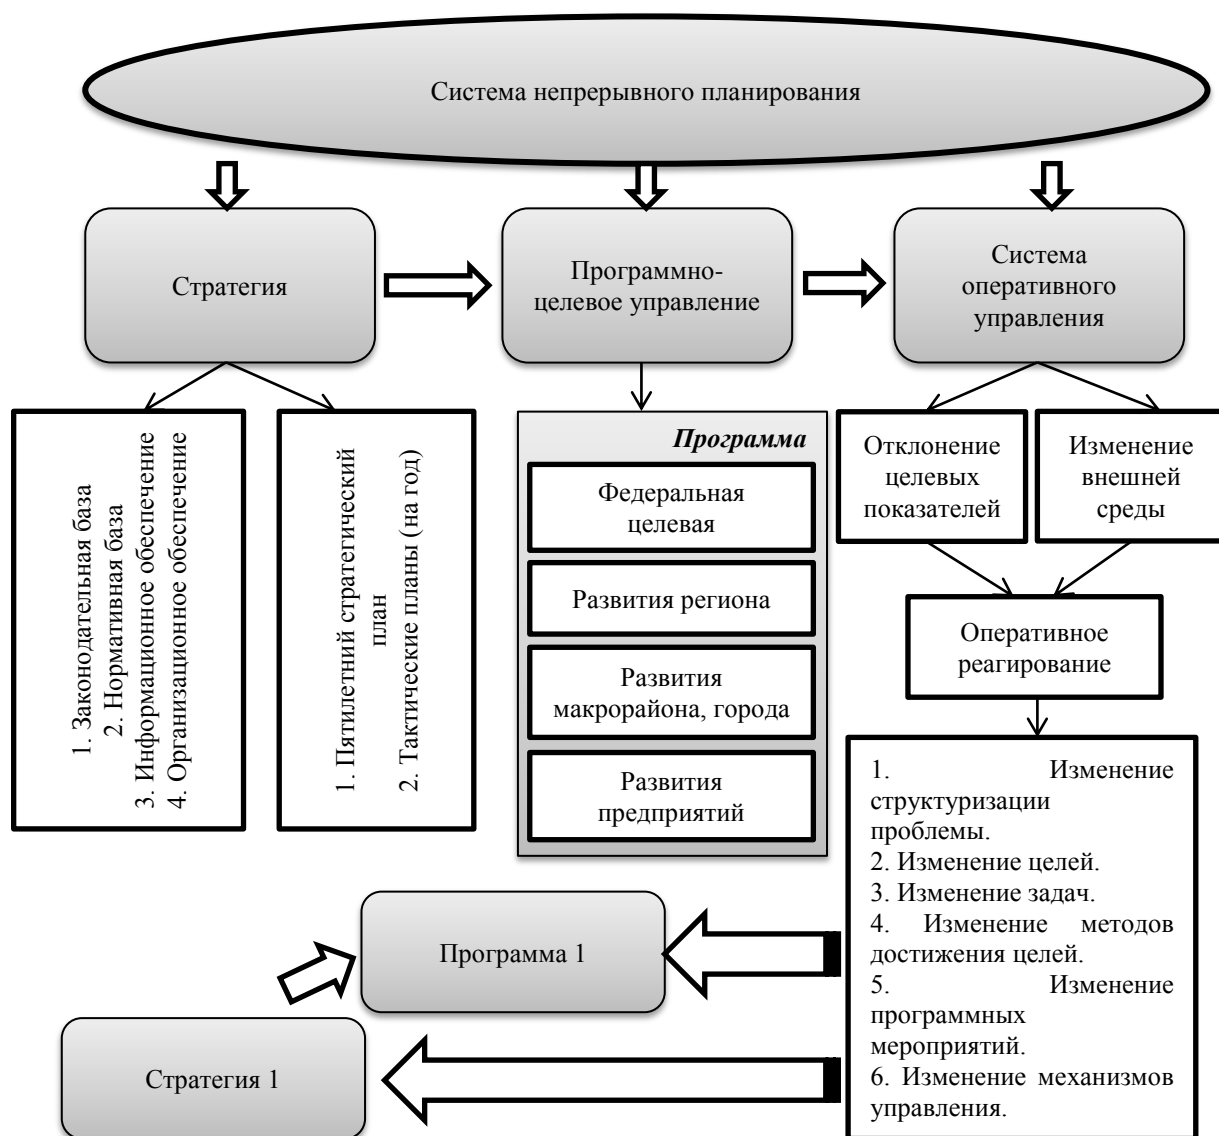 Система непрерывного планирования
Стратегия
Программно-
целевое управление
Система
оперативного
управления
1. Законодательная база
2. Нормативная база
3. Информационное обеспечение
4. Организационное обеспечение
1. Пятилетний стратегический
план
2. Тактические планы (на год)
Программа
Федеральная
целевая
Развития региона
Развития
макрорайона, города
Развития
предприятий
Отклонение
целевых
показателей
Изменение
внешней
среды
Оперативное
реагирование
1. Изменение
структуризации
проблемы.
2. Изменение целей.
3. Изменение задач.
4. Изменение методов
достижения целей.
5. Изменение
программных
мероприятий.
6. Изменение механизмов
управления.
Программа 1
Стратегия 1